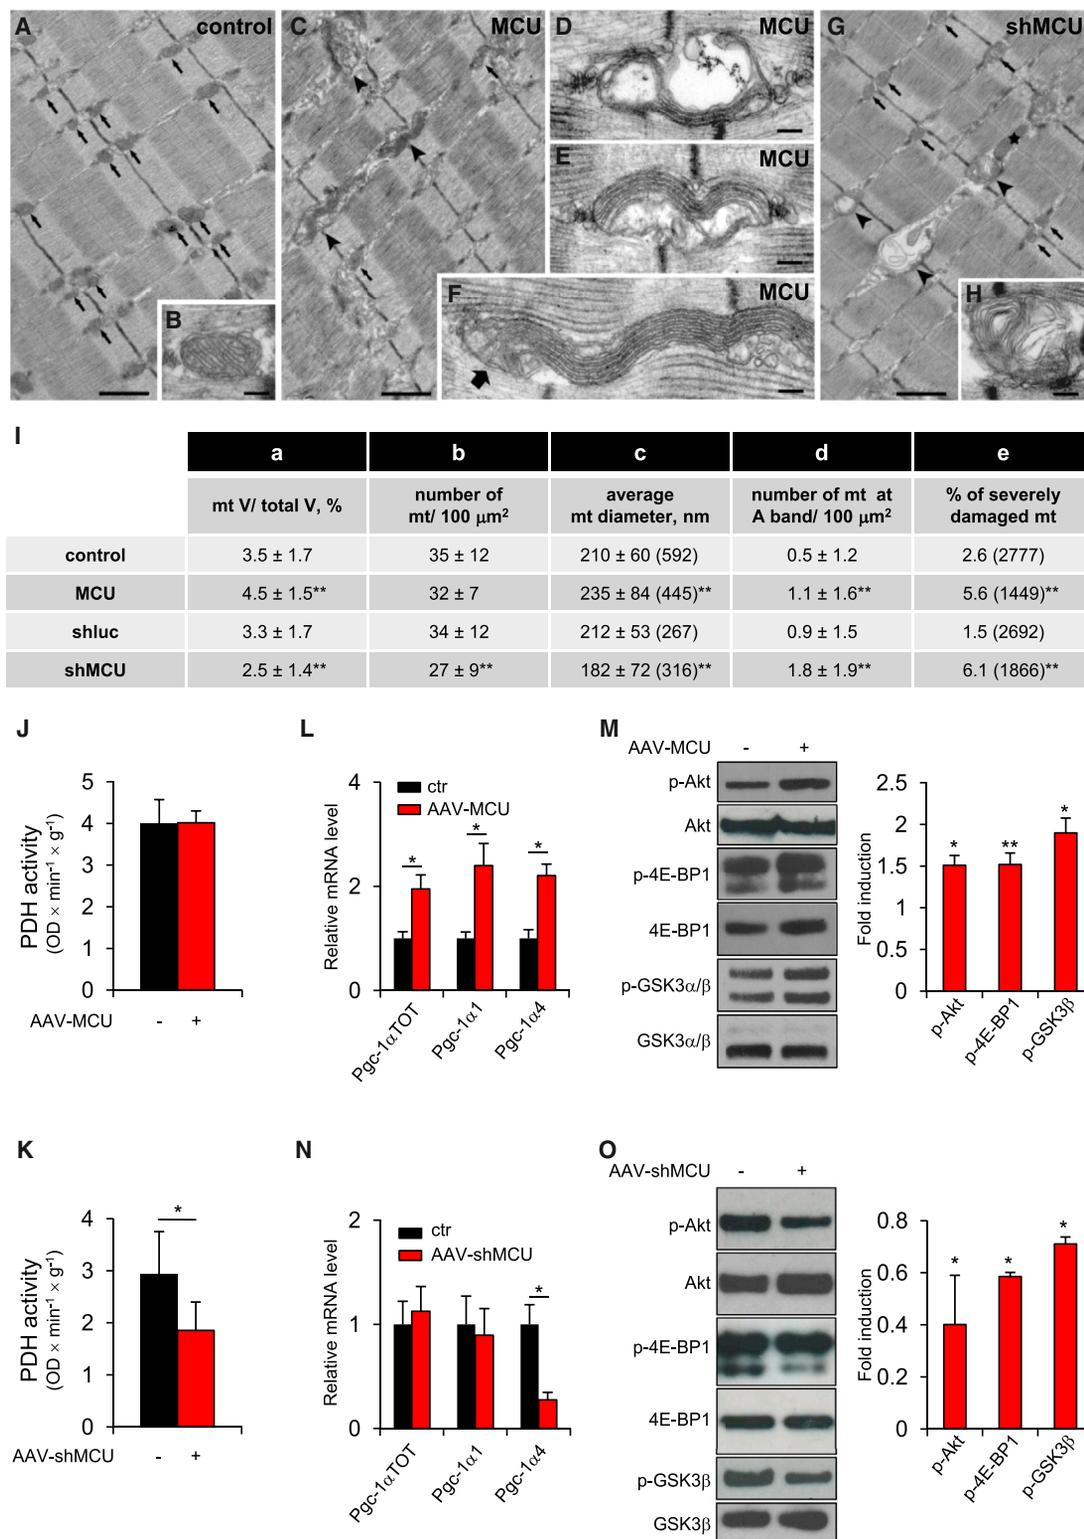 A control
B
C MCU
D MCU
E MCU
F MCU
G shMCU
H
I
a b c d e
mt V/ total V, % number of mt/ 100 μm² average mt diameter, nm number of mt at A band/ 100 μm² % of severely damaged mt
control 3.5 ± 1.7 35 ± 12 210 ± 60 (592) 0.5 ± 1.2 2.6 (2777)
MCU 4.5 ± 1.5** 32 ± 7 235 ± 84 (445)** 1.1 ± 1.6** 5.6 (1449)**
shluc 3.3 ± 1.7 34 ± 12 212 ± 53 (267) 0.9 ± 1.5 1.5 (2692)
shMCU 2.5 ± 1.4** 27 ± 9** 182 ± 72 (316)** 1.8 ± 1.9** 6.1 (1866)**
J
PDH activity
(OD × min⁻¹ × g⁻¹)
5
4
3
2
1
0
AAV-MCU - +
L
Relative mRNA level
4
2
0
ctr
AAV-MCU
* * *
Pgc-1αTOT
Pgc-1α1
Pgc-1α4
M
AAV-MCU - +
p-Akt
Akt
p-4E-BP1
4E-BP1
p-GSK3α/β
GSK3α/β
Fold induction
2.5
2
1.5
1
0.5
0
* ** *
p-Akt
p-4E-BP1
p-GSK3β
K
PDH activity
(OD × min⁻¹ × g⁻¹)
4
3
2
1
0
*
AAV-shMCU - +
N
Relative mRNA level
2
1
0
ctr
AAV-shMCU
*
Pgc-1αTOT
Pgc-1α1
Pgc-1α4
O
AAV-shMCU - +
p-Akt
Akt
p-4E-BP1
4E-BP1
p-GSK3β
GSK3β
Fold induction
0.8
0.6
0.4
0.2
0
* * *
p-Akt
p-4E-BP1
p-GSK3β